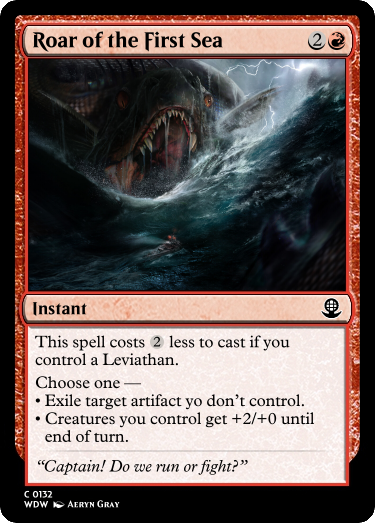 Roar of the First Sea 2
Instant
This spell costs 2 less to cast if you
control a Leviathan.
Choose one —
• Exile target artifact yo don't control.
• Creatures you control get +2/+0 until
end of turn.
“Captain! Do we run or fight?”
C 0132
WDW Aeryn Gray